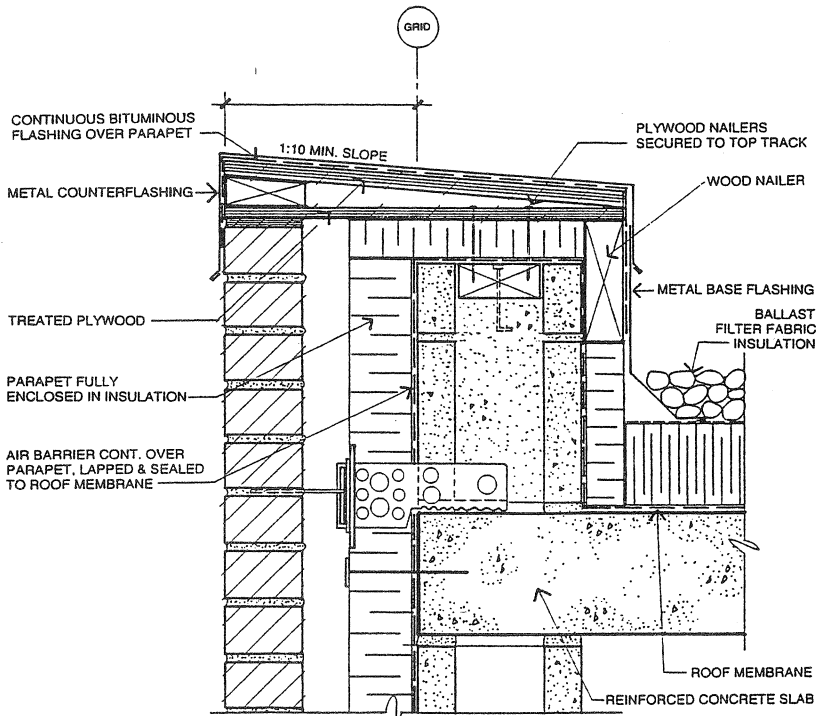 GRID
CONTINUOUS BITUMINOUS
FLASHING OVER PARAPET
1:10 MIN. SLOPE
PLYWOOD NAILERS
SECURED TO TOP TRACK
METAL COUNTERFLASHING
WOOD NAILER
METAL BASE FLASHING
BALLAST
FILTER FABRIC
INSULATION
TREATED PLYWOOD
PARAPET FULLY
ENCLOSED IN INSULATION
AIR BARRIER CONT. OVER
PARAPET, LAPPED & SEALED
TO ROOF MEMBRANE
ROOF MEMBRANE
REINFORCED CONCRETE SLAB